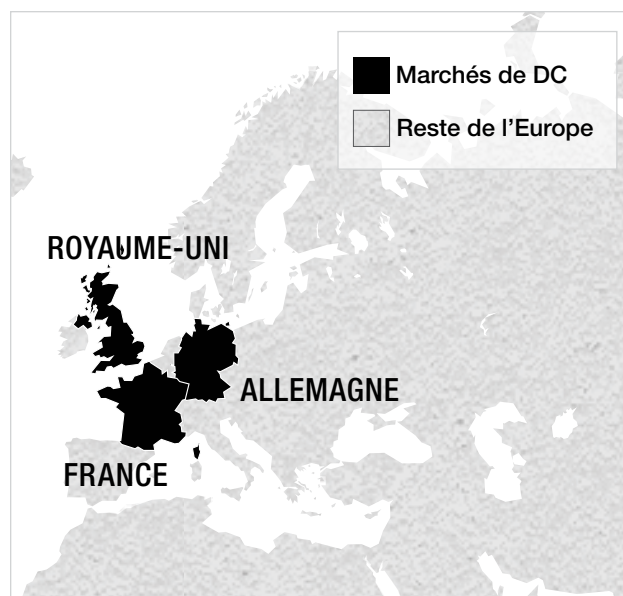 Marchés de DC
Reste de l’Europe
ROYAUME-UNI
ALLEMAGNE
FRANCE